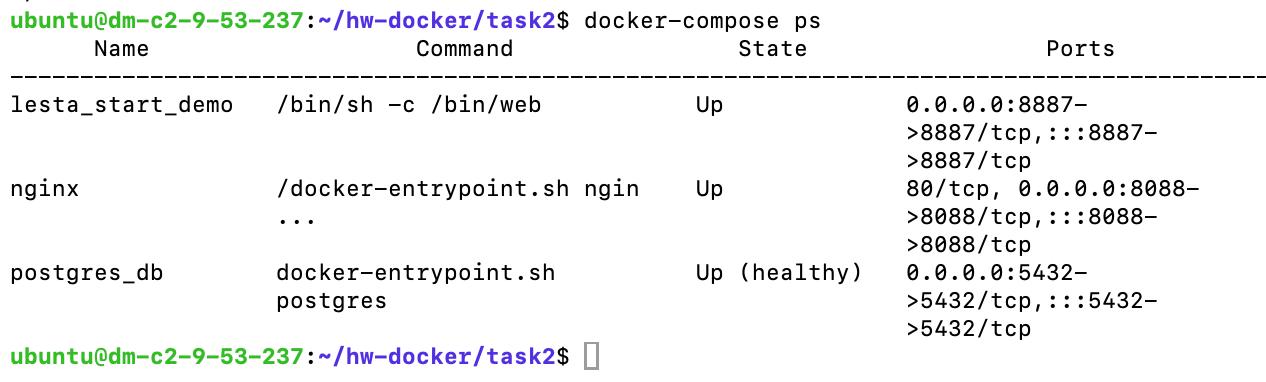 ubuntu@dm-c2-9-53-237:~/hw-docker/task2$ docker-compose ps
Name Command State Ports
------------------------------------------------------------------------------------------
lesta_start_demo /bin/sh -c /bin/web Up 0.0.0.0:8887-
>8887/tcp,:::8887-
>8887/tcp
nginx /docker-entrypoint.sh ngin Up 80/tcp, 0.0.0.0:8088-
... >8088/tcp,:::8088-
>8088/tcp
postgres_db docker-entrypoint.sh Up (healthy) 0.0.0.0:5432-
postgres >5432/tcp,:::5432-
>5432/tcp
ubuntu@dm-c2-9-53-237:~/hw-docker/task2$